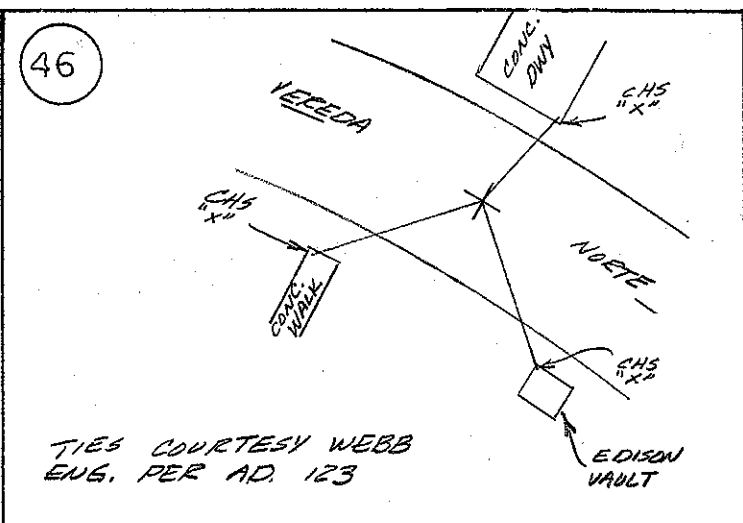 46
CONC.
DWY
CHS
"X"
VEREDA
CHS
"X"
NORTE
CONC.
WALK
CHS
"X"
EDISON
VAULT
TIES COURTESY WEBB
ENG. PER AD. 123